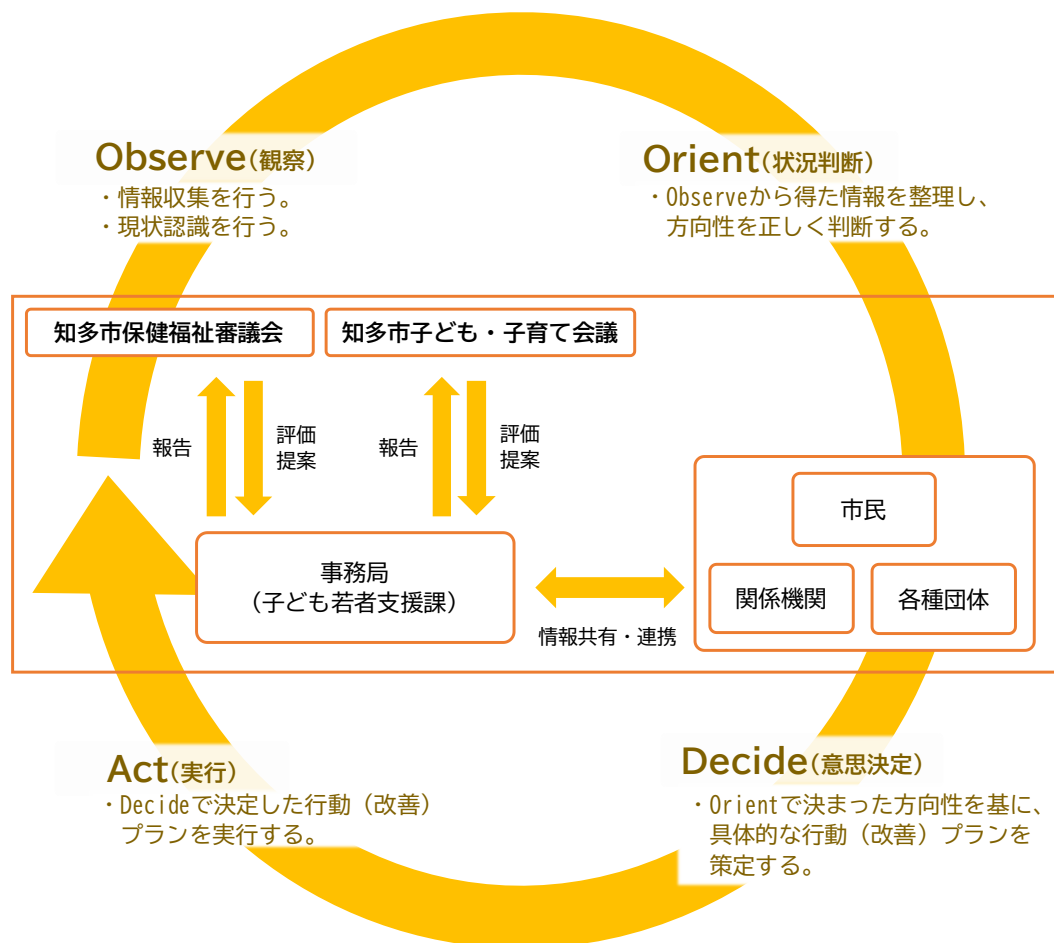 Observe(観察)
・情報収集を行う。
・現状認識を行う。
Orient(状況判断)
・Observeから得た情報を整理し、
方向性を正しく判断する。
知多市保健福祉審議会
知多市子ども・子育て会議
報告
評価
提案
報告
評価
提案
事務局
（子ども若者支援課）
情報共有・連携
市民
関係機関
各種団体
Act(実行)
・Decideで決定した行動（改善）
プランを実行する。
Decide(意思決定)
・Orientで決まった方向性を基に、
具体的な行動（改善）プランを
策定する。